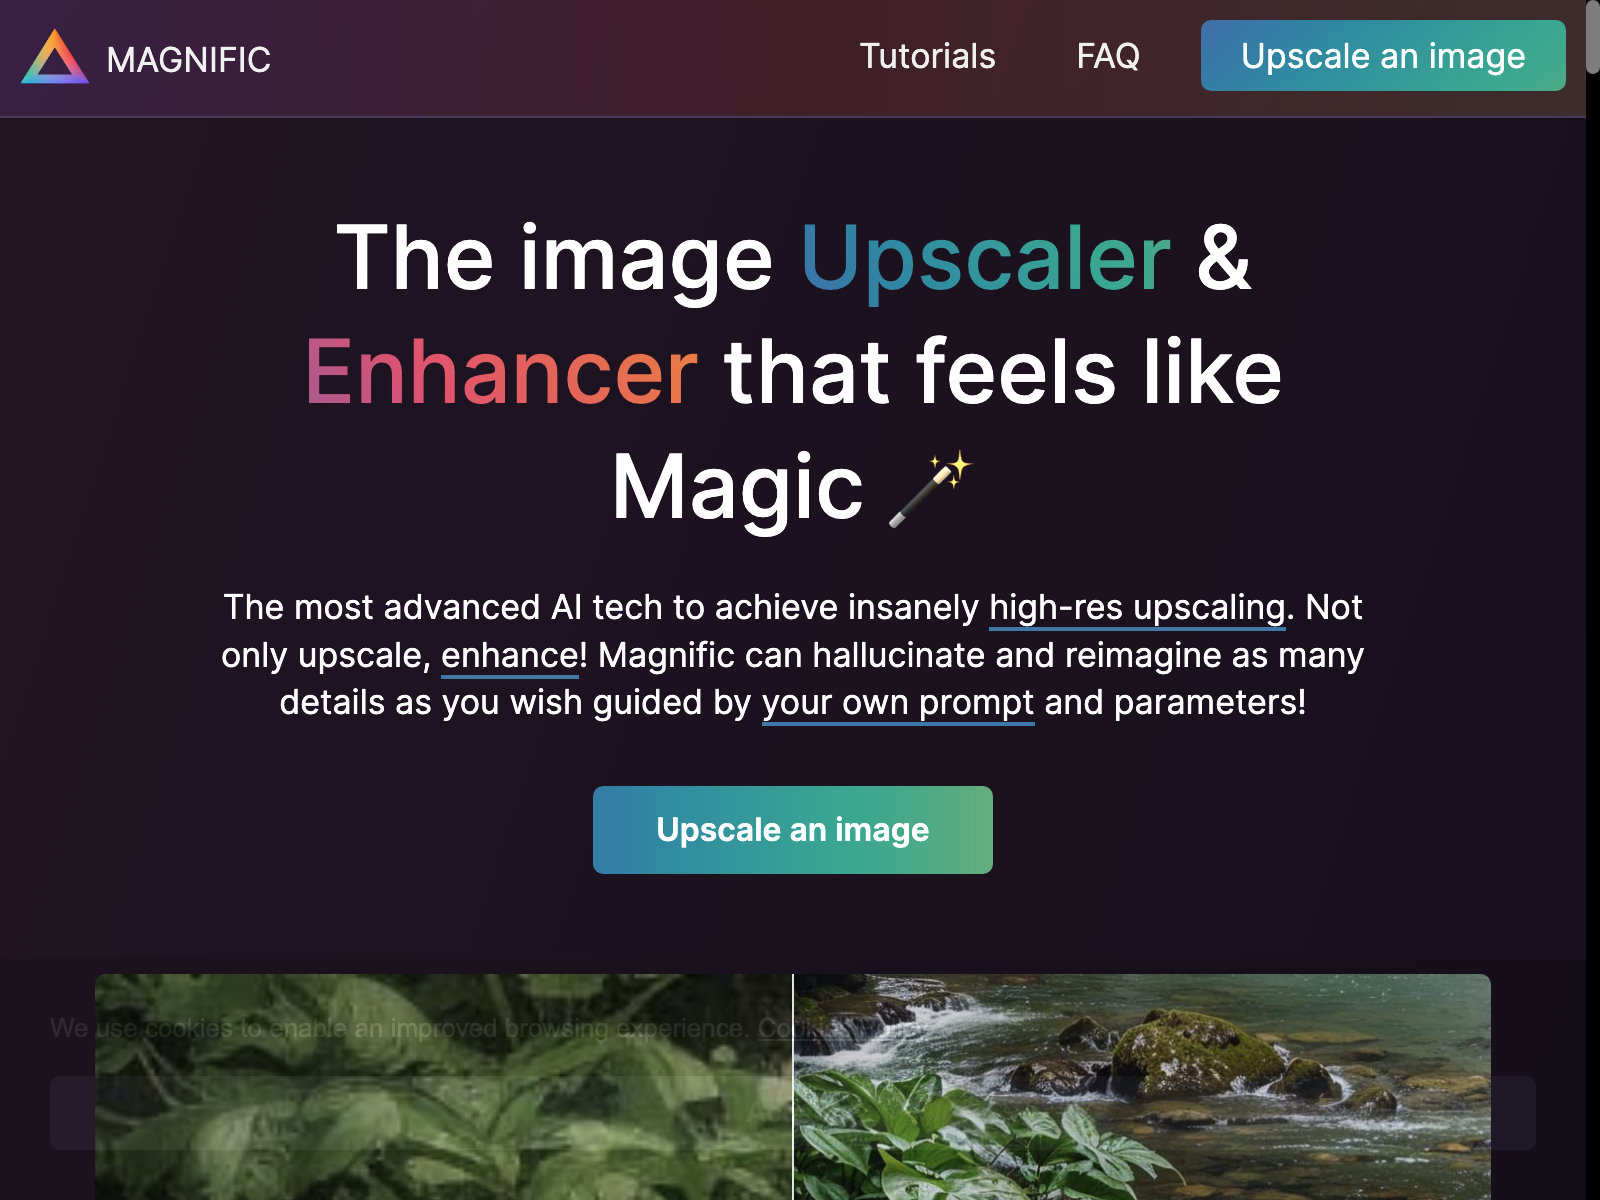 MAGNIFIC
Tutorials
FAQ
Upscale an image
The image Upscaler &
Enhancer that feels like
Magic 🪄
The most advanced AI tech to achieve insanely high-res upscaling. Not
only upscale, enhance! Magnific can hallucinate and reimagine as many
details as you wish guided by your own prompt and parameters!
Upscale an image
We use cookies to enable an improved browsing experience. Cookies Policy